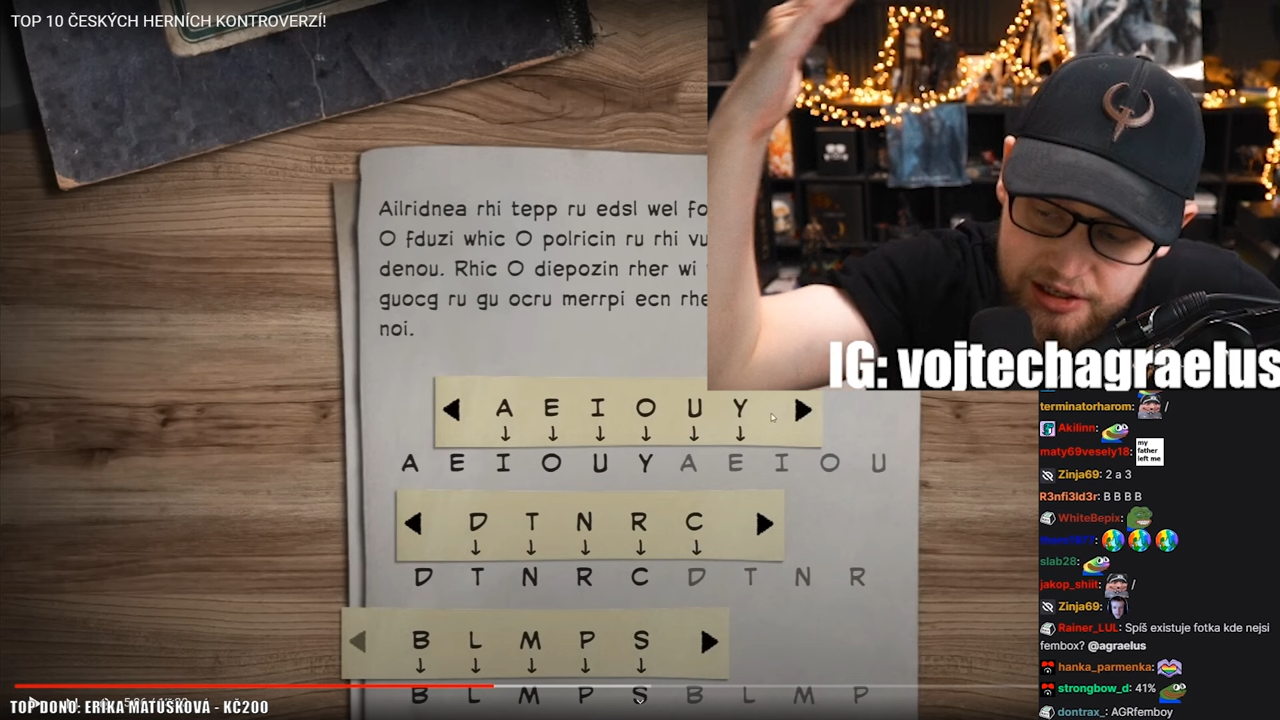 TOP 10 ČESKÝCH HERNÍCH KONTROVERZÍ!
Ailridnea rhi tepp ru edsl wel fo
O fduzi whic O polricin ru rhi vu
denou. Rhic O diepozin rher wi
guocg ru gu ocru merrpi ecn rhe
noi.
A E I O U Y
A E I O U Y A E I O U
D T N R C
D T N R C D T N R
B L M P S
B L M P S B L M P
TOP DONO: ERIKA MATUSKOVÁ - KČ200
IG: vojtechagraelus
terminatorharom: /
Akilinn:
maty69vesely18: my father left me
Zinja69: 2 a 3
R3nfi3ld3r: B B B B
WhiteBepix:
slab28:
jakop_shiit: /
Zinja69:
Rainer_LUL: Spíš existuje fotka kde nejsi
fembox? @agraelus
hanka_parmenka:
strongbow_d: 41%
dontrax_: AGRfemboy